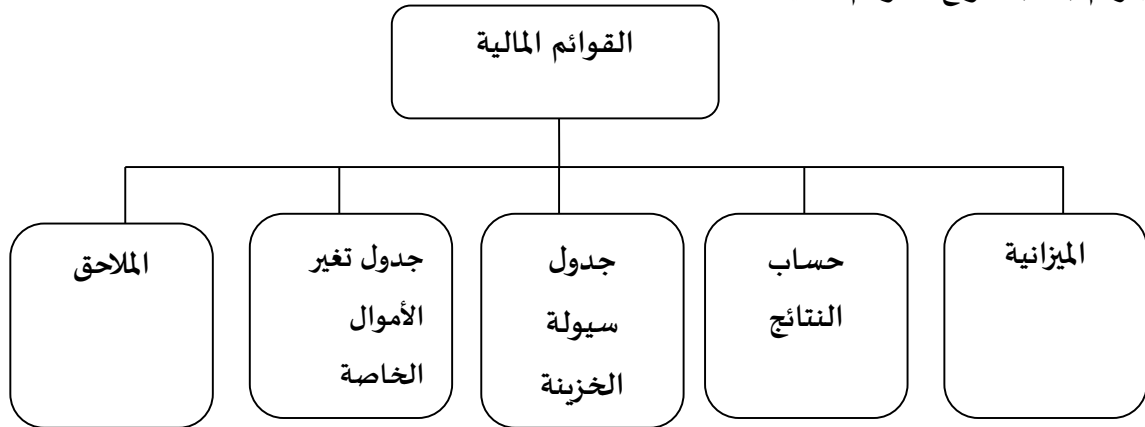 القوائم المالية
الميزانية
حساب
النتائج
جدول
سيولة
الخزينة
جدول تغير
الأموال
الخاصة
الملاحق